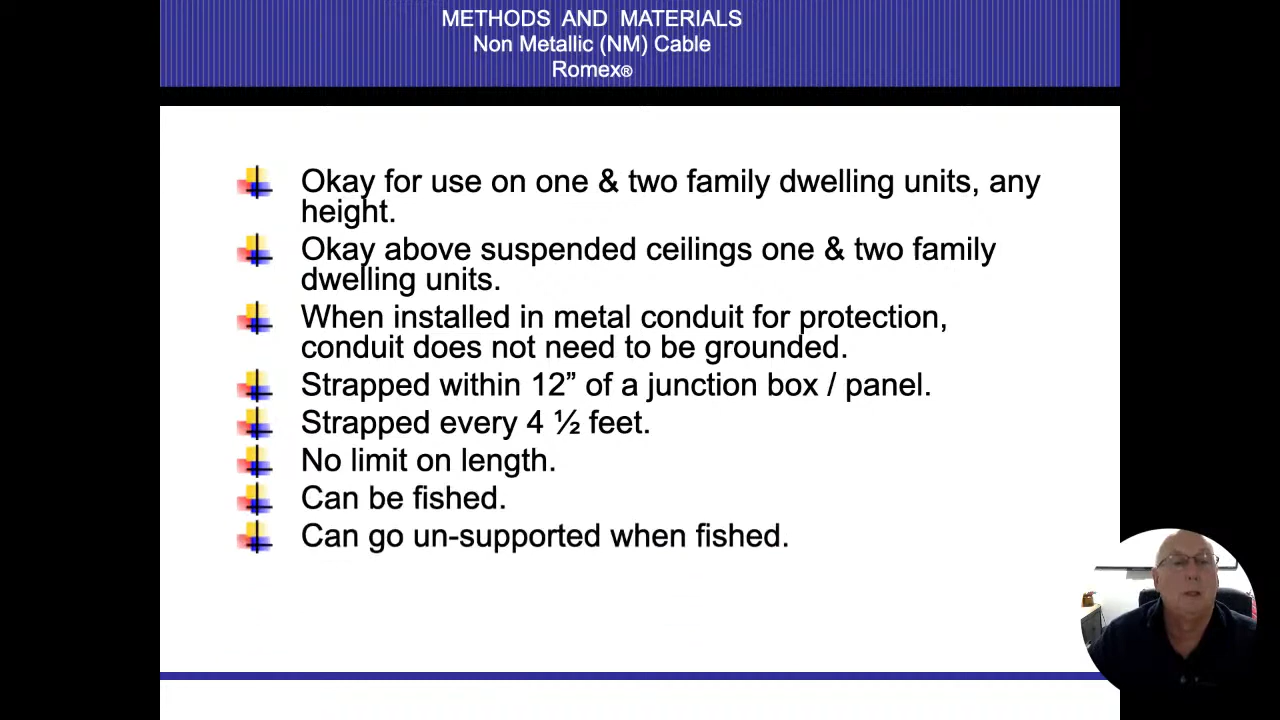 METHODS AND MATERIALS
Non Metallic (NM) Cable
Romex®
Okay for use on one & two family dwelling units, any
height.
Okay above suspended ceilings one & two family
dwelling units.
When installed in metal conduit for protection,
conduit does not need to be grounded.
Strapped within 12” of a junction box / panel.
Strapped every 4 ½ feet.
No limit on length.
Can be fished.
Can go un-supported when fished.